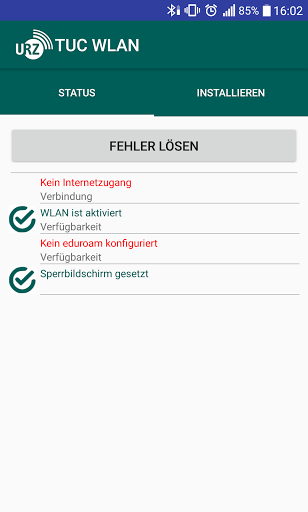 85% 16:02
URZ TUC WLAN
STATUS INSTALLIEREN
FEHLER LÖSEN
Kein Internetzugang
Verbindung
WLAN ist aktiviert
Verfügbarkeit
Kein eduroam konfiguriert
Verfügbarkeit
Sperrbildschirm gesetzt